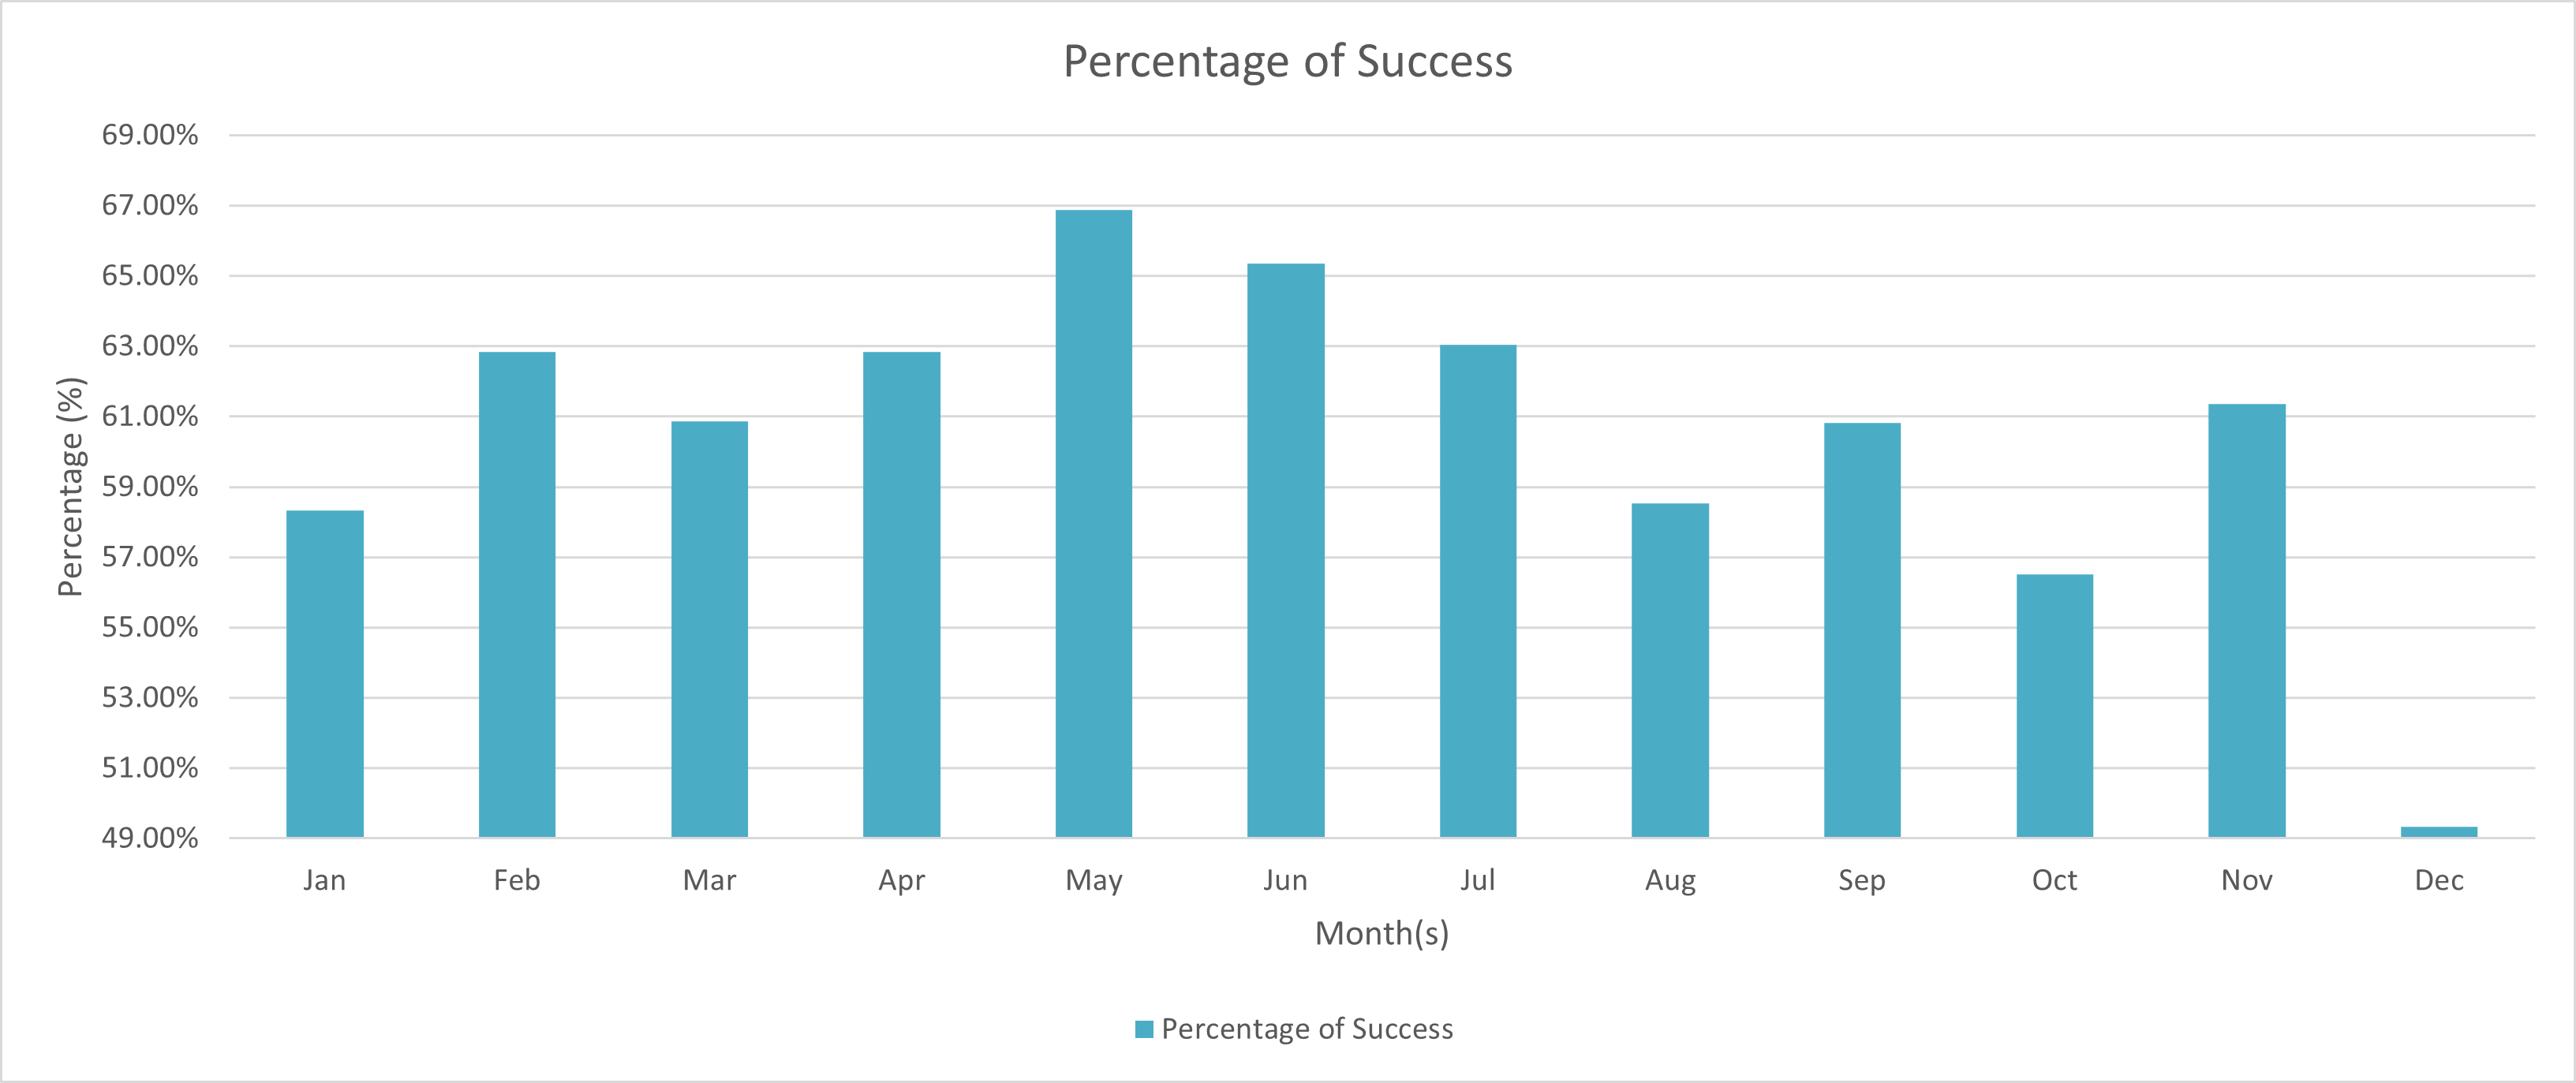 Percentage of Success
69.00%
67.00%
65.00%
63.00%
61.00%
59.00%
57.00%
55.00%
53.00%
51.00%
49.00%
Percentage (%)
Jan Feb Mar Apr May Jun Jul Aug Sep Oct Nov Dec
Month(s)
Percentage of Success